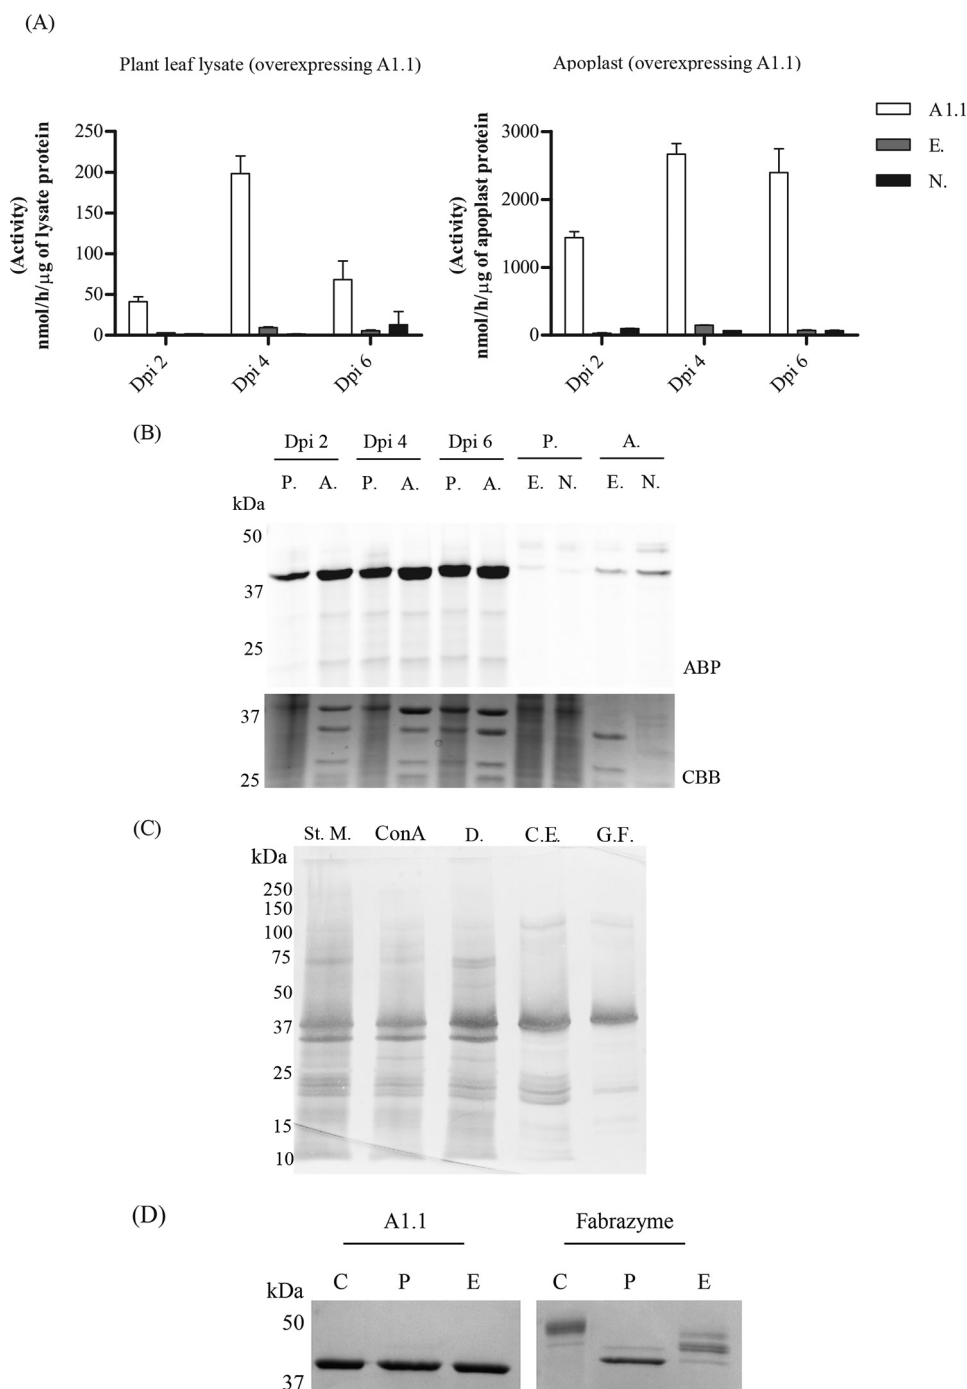 (A)
Plant leaf lysate (overexpressing A1.1)
Apoplast (overexpressing A1.1)
(Activity)
nmol/h/µg of lysate protein
250
200
150
100
50
0
Dpi 2
Dpi 4
Dpi 6
(Activity)
nmol/h/µg of apoplast protein
3000
2000
1000
0
Dpi 2
Dpi 4
Dpi 6
A1.1
E.
N.
(B)
Dpi 2 Dpi 4 Dpi 6 P. A.
P. A. P. A. P. A. E. N. E. N.
kDa
50
37
25
ABP
37
25
CBB
(C)
St. M. ConA D. C.E. G.F.
kDa
250
150
100
75
50
37
25
15
10
(D)
A1.1 Fabrazyme
C P E C P E
kDa
50
37